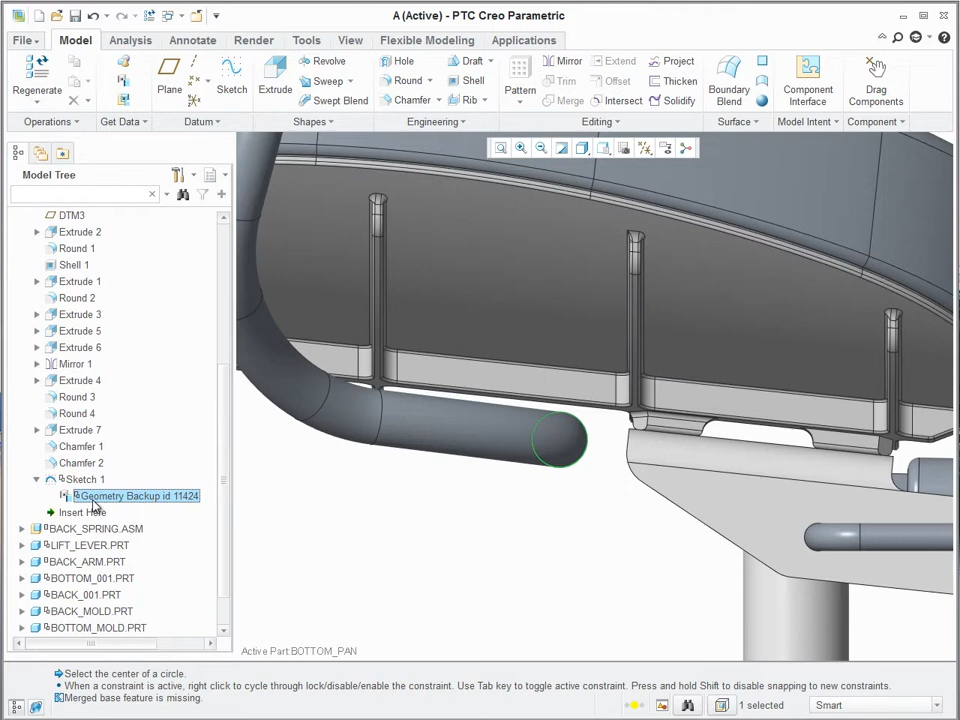 A (Active) - PTC Creo Parametric
File Model Analysis Annotate Render Tools View Flexible Modeling Applications
Regenerate Plane Sketch Extrude Revolve Sweep Swept Blend Hole Round Chamfer Draft Shell Rib Pattern Mirror Trim Merge Extend Offset Intersect Project Thicken Solidify Boundary Blend Component Interface Drag Components
Operations Get Data Datum Shapes Engineering Editing Surface Model Intent Component
Model Tree
DTM3
Extrude 2
Round 1
Shell 1
Extrude 1
Round 2
Extrude 3
Extrude 5
Extrude 6
Mirror 1
Extrude 4
Round 3
Round 4
Extrude 7
Chamfer 1
Chamfer 2
Sketch 1
Geometry Backup id 11424
Insert Here
BACK_SPRING.ASM
LIFT_LEVER.PRT
BACK_ARM.PRT
BOTTOM_001.PRT
BACK_001.PRT
BACK_MOLD.PRT
BOTTOM_MOLD.PRT
Active Part:BOTTOM_PAN
Select the center of a circle.
When a constraint is active, right click to cycle through lock/disable/enable the constraint. Use Tab key to toggle active constraint. Press and hold Shift to disable snapping to new constraints.
Merged base feature is missing.
1 selected Smart